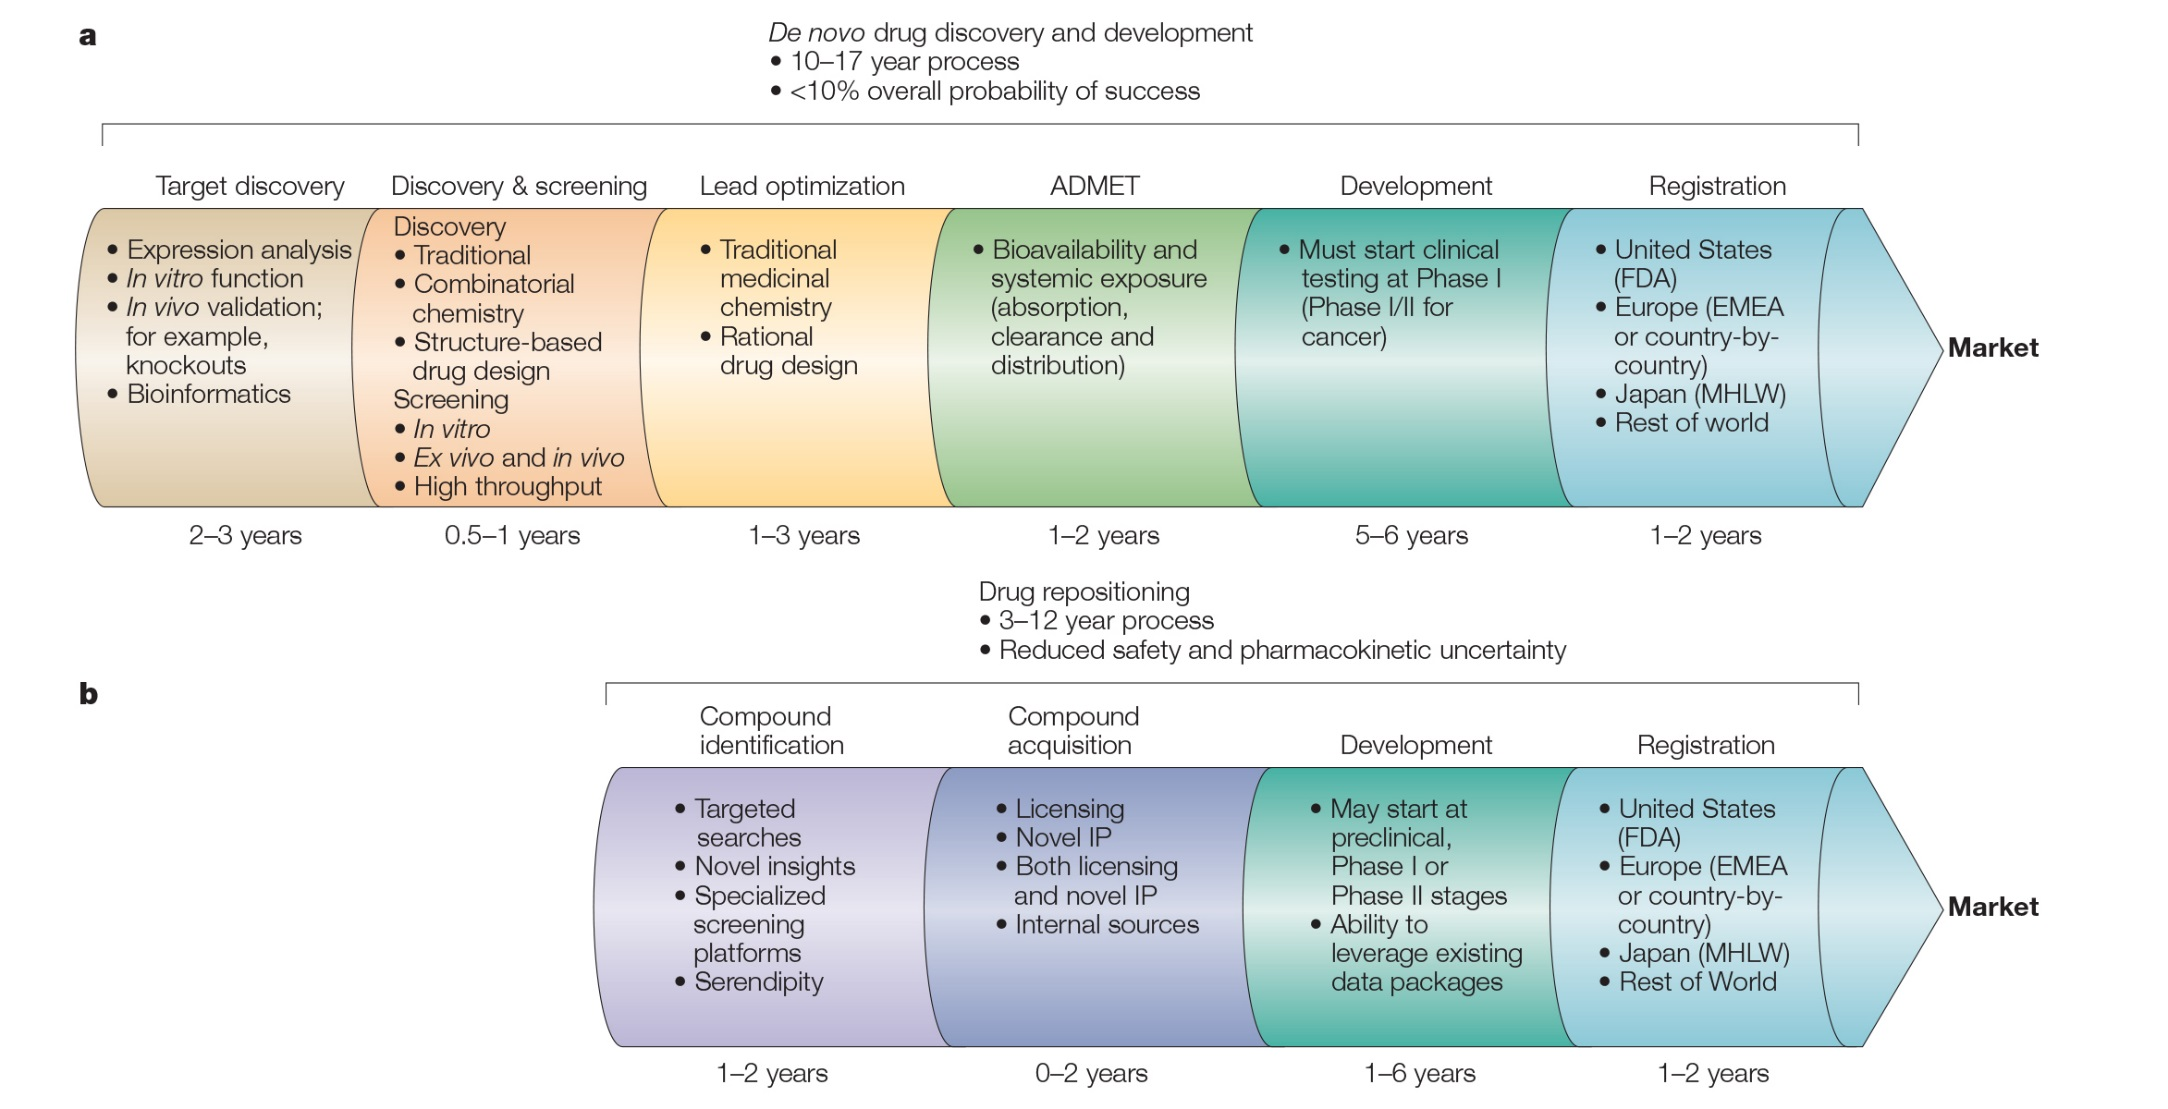 a
De novo drug discovery and development
• 10–17 year process
• <10% overall probability of success
Target discovery
• Expression analysis
• In vitro function
• In vivo validation;
for example,
knockouts
• Bioinformatics
2–3 years
Discovery & screening
Discovery
• Traditional
• Combinatorial
chemistry
• Structure-based
drug design
Screening
• In vitro
• Ex vivo and in vivo
• High throughput
0.5–1 years
Lead optimization
• Traditional
medicinal
chemistry
• Rational
drug design
1–3 years
ADMET
• Bioavailability and
systemic exposure
(absorption,
clearance and
distribution)
1–2 years
Development
• Must start clinical
testing at Phase I
(Phase I/II for
cancer)
5–6 years
Registration
• United States
(FDA)
• Europe (EMEA
or country-by-
country)
• Japan (MHLW)
• Rest of world
1–2 years
Market
b
Drug repositioning
• 3–12 year process
• Reduced safety and pharmacokinetic uncertainty
Compound
identification
• Targeted
searches
• Novel insights
• Specialized
screening
platforms
• Serendipity
1–2 years
Compound
acquisition
• Licensing
• Novel IP
• Both licensing
and novel IP
• Internal sources
0–2 years
Development
• May start at
preclinical,
Phase I or
Phase II stages
• Ability to
leverage existing
data packages
1–6 years
Registration
• United States
(FDA)
• Europe (EMEA
or country-by-
country)
• Japan (MHLW)
• Rest of World
1–2 years
Market